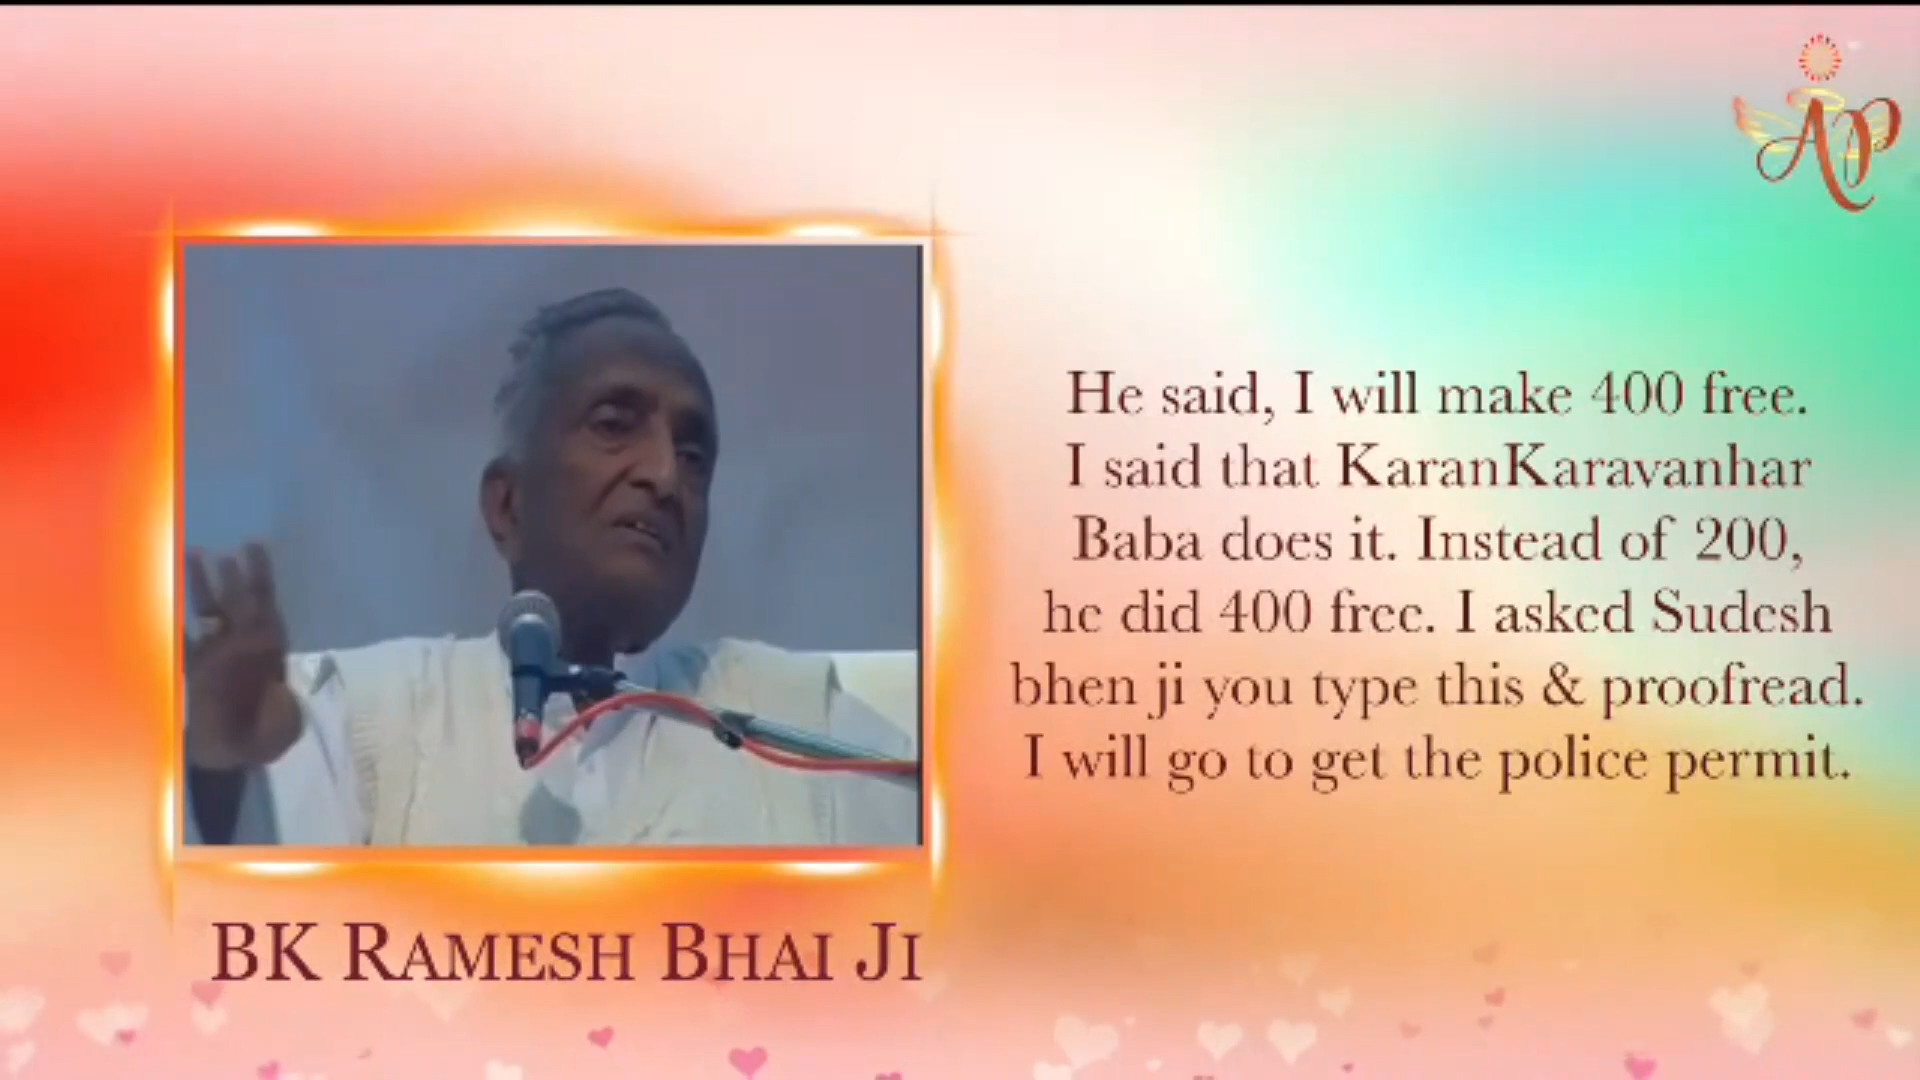 AP
He said, I will make 400 free.
I said that KaranKaravanhar
Baba does it. Instead of 200,
he did 400 free. I asked Sudesh
bhen ji you type this & proofread.
I will go to get the police permit.
BK RAMESH BHAI JI